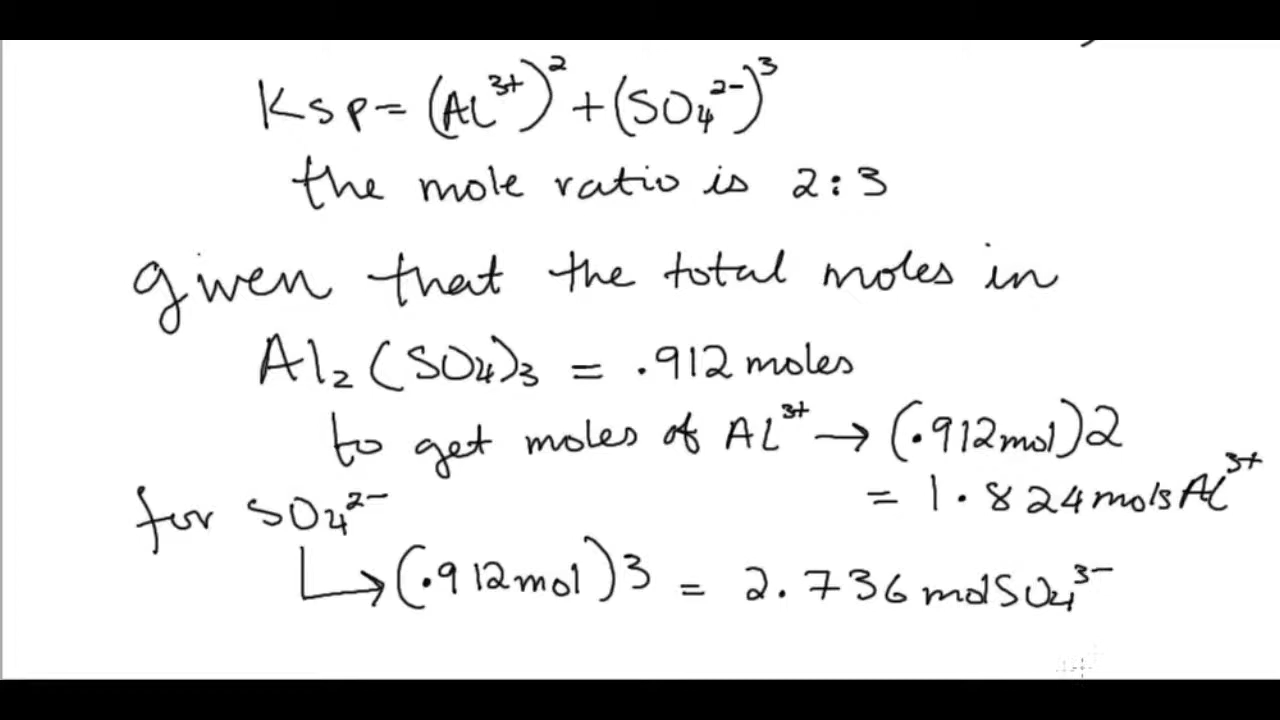 Ksp = (Al³⁺)² + (SO₄²⁻)³
the mole ratio is 2:3
given that the total moles in
Al₂(SO₄)₃ = .912 moles
to get moles of Al³⁺ → (.912mol)2
= 1.824 mols Al³⁺
for SO₄²⁻
↳ (.912mol)3 = 2.736 mol SO₄³⁻